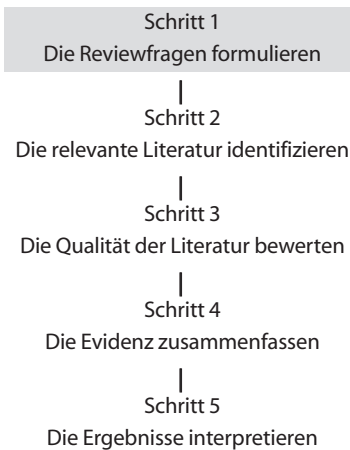 Schritt 1
Die Reviewfragen formulieren
Schritt 2
Die relevante Literatur identifizieren
Schritt 3
Die Qualität der Literatur bewerten
Schritt 4
Die Evidenz zusammenfassen
Schritt 5
Die Ergebnisse interpretieren